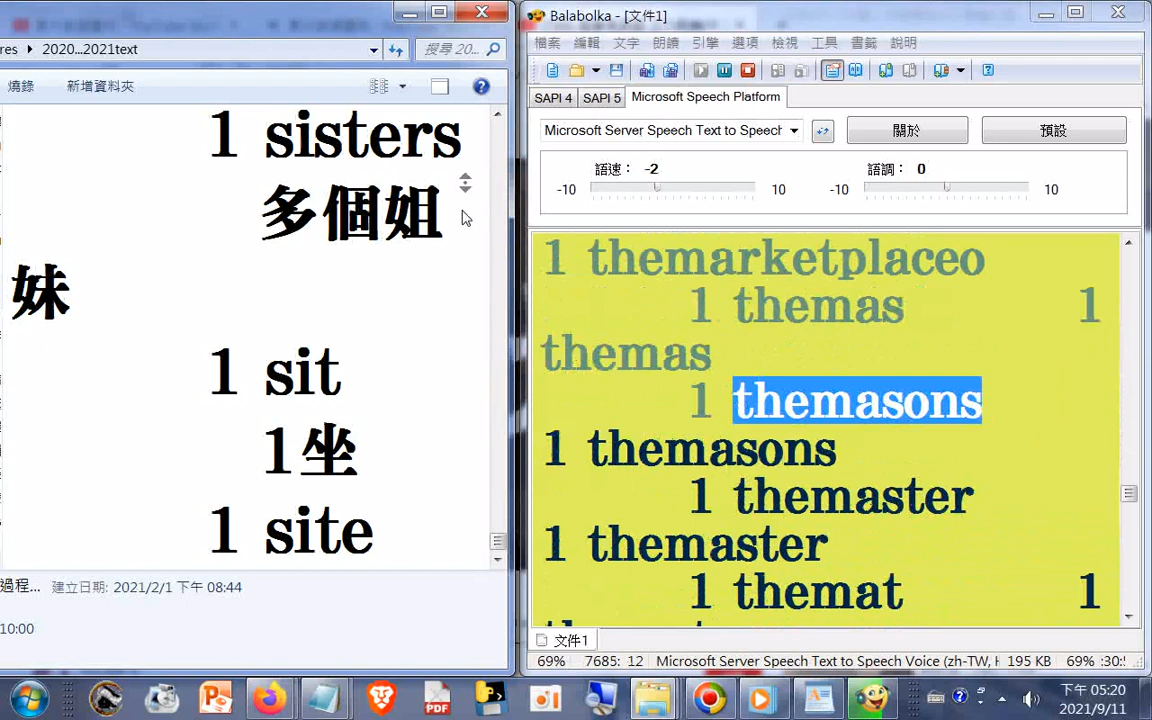 res ▸ 2020...2021text
搜尋 20...
燒錄 新增資料夾
1 sisters
多個姐
妹
1 sit
1坐
1 site
過程... 建立日期: 2021/2/1 下午 08:44
10:00
Balabolka - [文件1]
檔案 編輯 文字 朗讀 引擎 選項 檢視 工具 書籤 說明
SAPI 4 SAPI 5 Microsoft Speech Platform
Microsoft Server Speech Text to Speech
關於 預設
語速： -2 語調： 0
-10 10 -10 10
1 themarketplaceo
1 themas 1
themas
1 themasons
1 themasons
1 themaster
1 themaster
1 themat 1
文件1
69% 7685: 12 Microsoft Server Speech Text to Speech Voice (zh-TW, 195 KB 69%
PDF
下午 05:20
2021/9/11